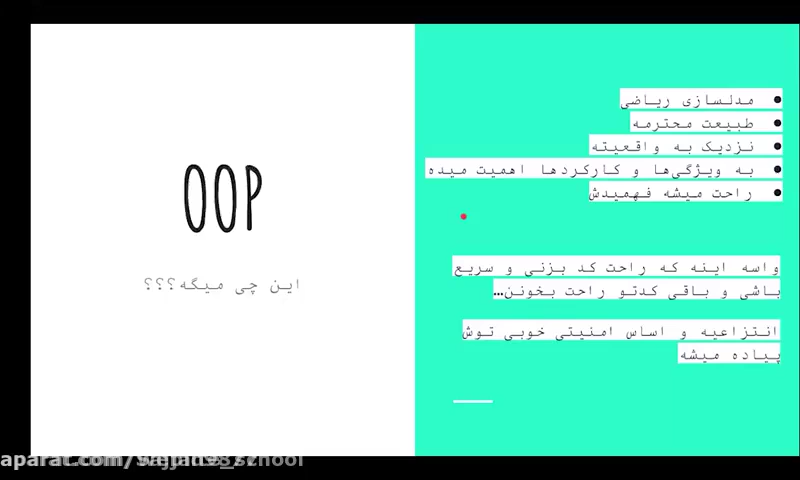 OOP
این چی میگه؟؟؟
مدلسازی ریاضی
طبیعت محترمه
نزدیک به واقعیته
به ویژگی‌ها و کارکردها اهمیت میده
راحت میشه فهمیدش
واسه اینه که راحت کد بزنی و سریع
باشی و باقی کدتو راحت بخونن...
انتزاعیه و اساس امنیتی خوبی توش
پیاده میشه